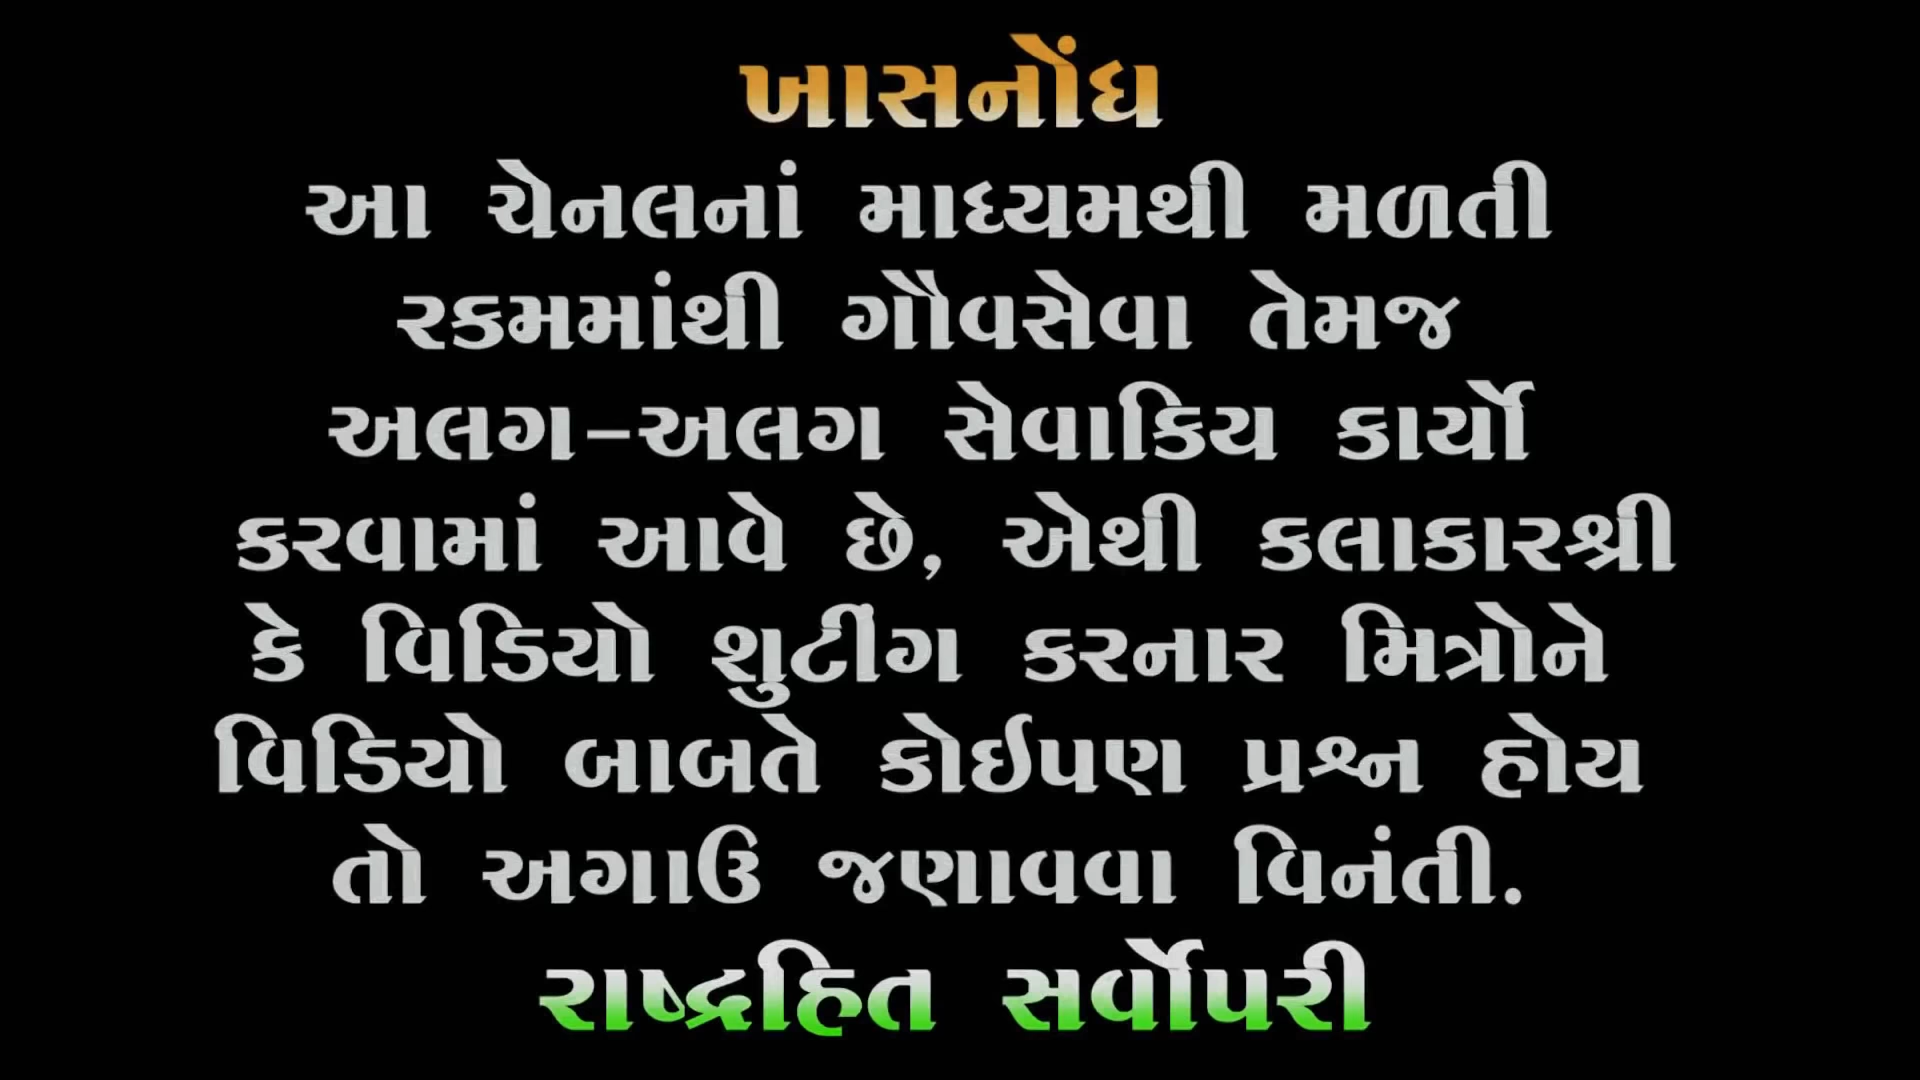 ખાસનોંધ
આ ચેનલનાં માધ્યમથી મળતી
રકમમાંથી ગૌવસેવા તેમજ
અલગ-અલગ સેવાકિય કાર્યો
કરવામાં આવે છે, એથી કલાકારશ્રી
કે વિડિયો શુટીંગ કરનાર મિત્રોને
વિડિયો બાબતે કોઈપણ પ્રશ્ન હોય
તો અગાઉ જણાવવા વિનંતી.
રાષ્ટ્રહિત સર્વોપરી